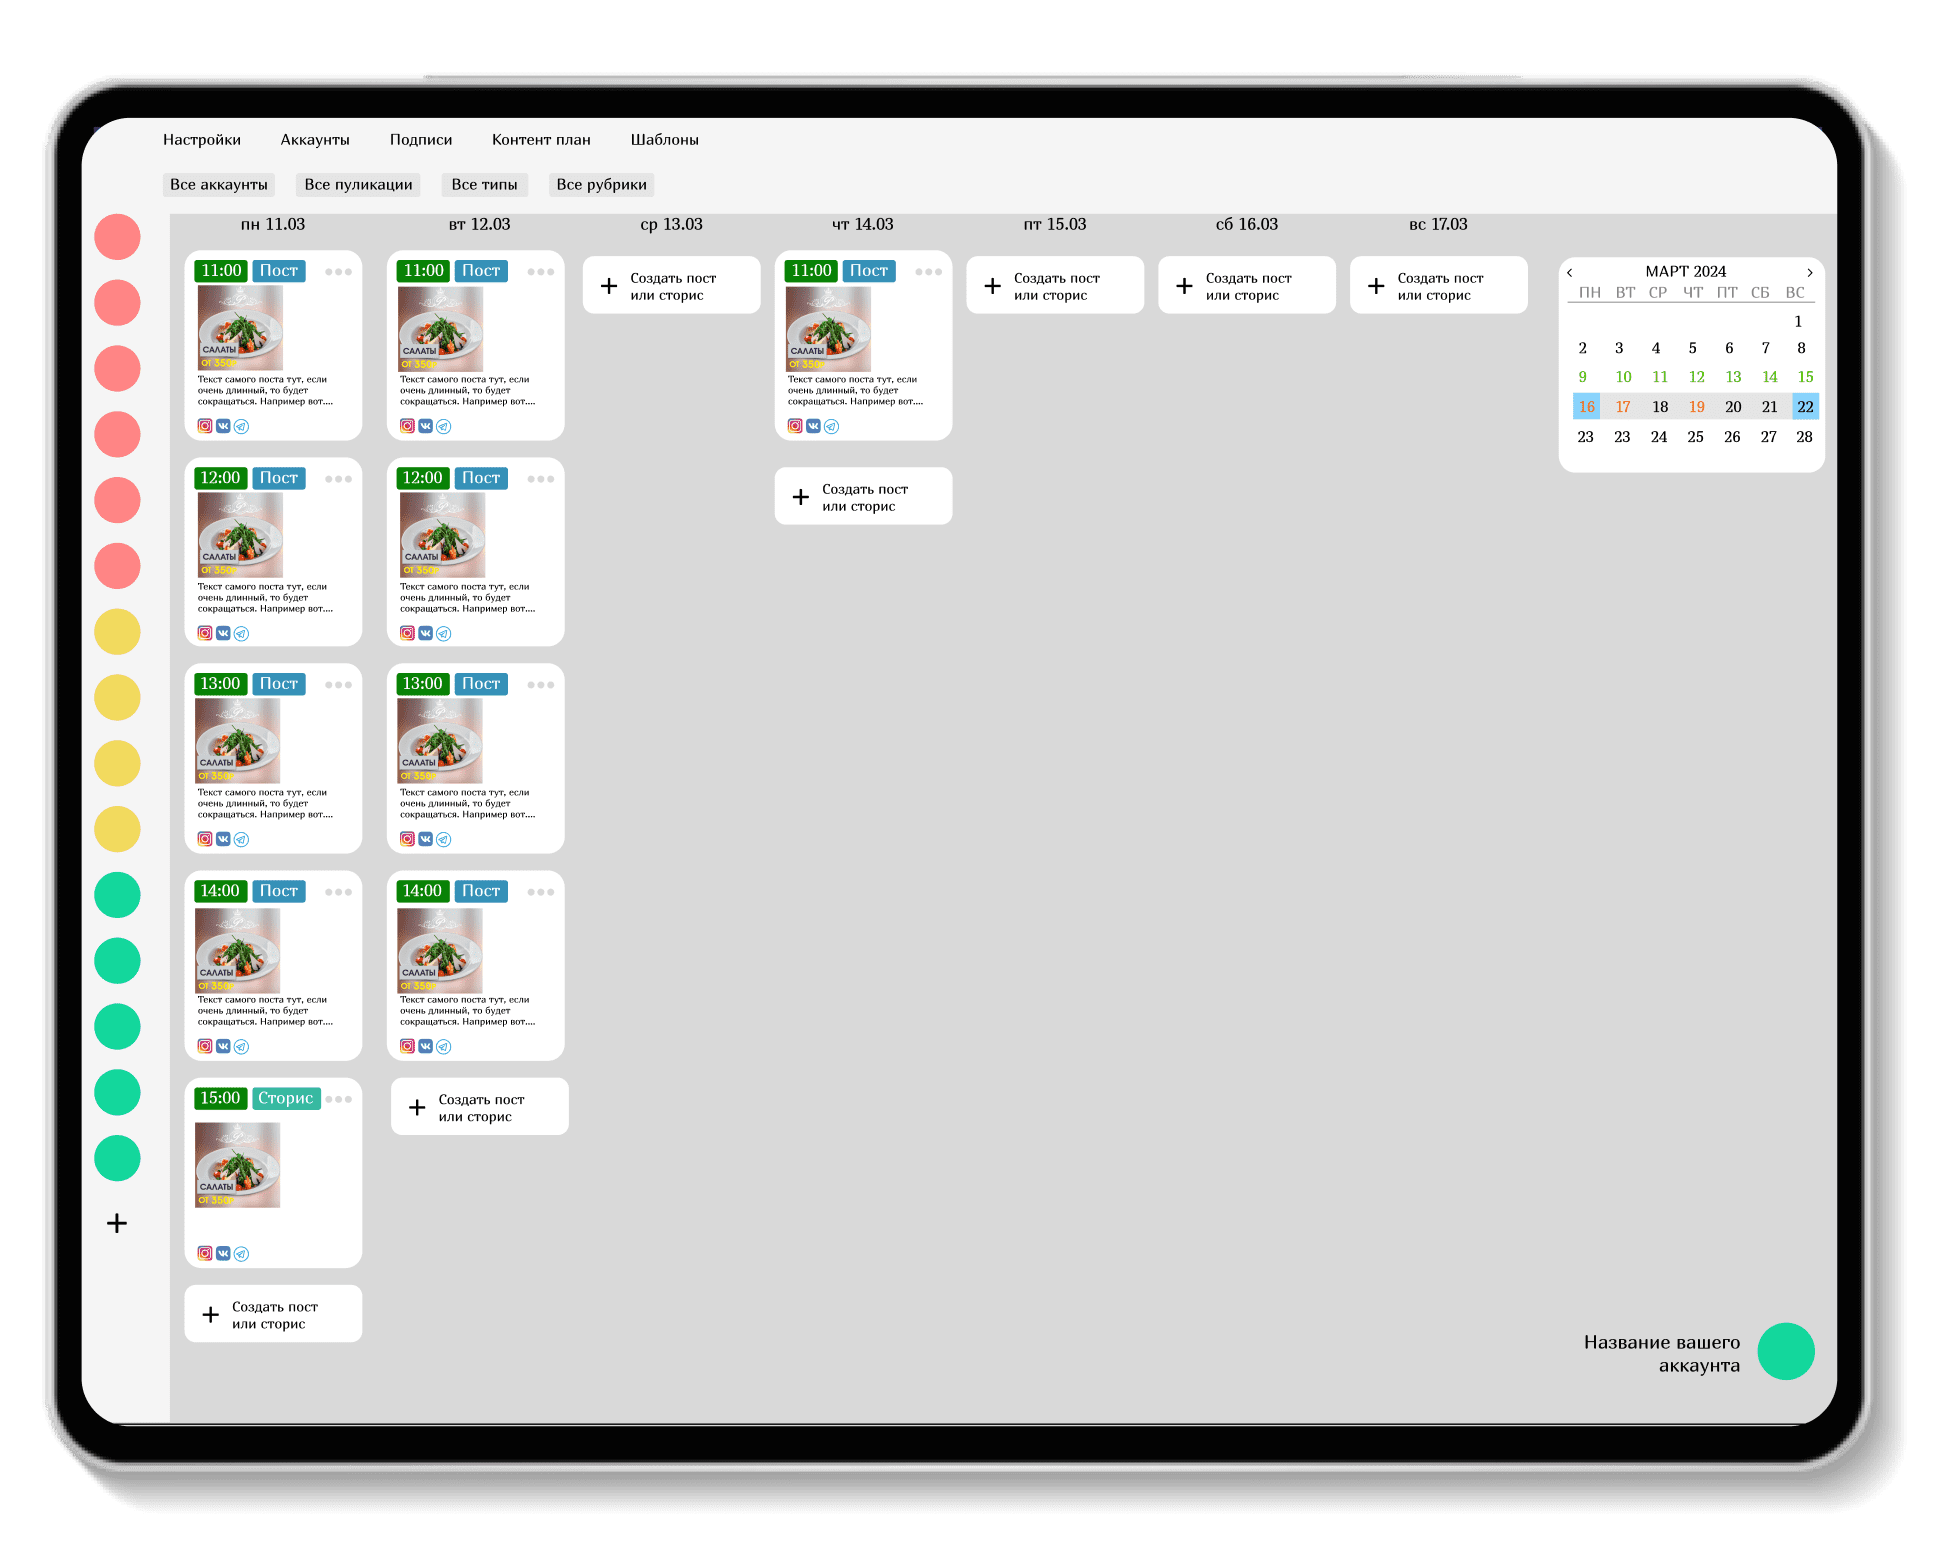 Настройки Аккаунты Подписи Контент план Шаблоны
Все аккаунты Все пуликации Все типы Все рубрики
пн 11.03 вт 12.03 ср 13.03 чт 14.03 пт 15.03 сб 16.03 вс 17.03
11:00 Пост
САЛАТЫ
ОТ 350Р
Текст самого поста тут, если
очень длинный, то будет
сокращаться. Например вот....
12:00 Пост
САЛАТЫ
ОТ 350Р
Текст самого поста тут, если
очень длинный, то будет
сокращаться. Например вот....
13:00 Пост
САЛАТЫ
ОТ 350Р
Текст самого поста тут, если
очень длинный, то будет
сокращаться. Например вот....
14:00 Пост
САЛАТЫ
ОТ 350Р
Текст самого поста тут, если
очень длинный, то будет
сокращаться. Например вот....
15:00 Сторис
САЛАТЫ
ОТ 350Р
Создать пост
или сторис
11:00 Пост
САЛАТЫ
ОТ 350Р
Текст самого поста тут, если
очень длинный, то будет
сокращаться. Например вот....
12:00 Пост
САЛАТЫ
ОТ 350Р
Текст самого поста тут, если
очень длинный, то будет
сокращаться. Например вот....
13:00 Пост
САЛАТЫ
ОТ 350Р
Текст самого поста тут, если
очень длинный, то будет
сокращаться. Например вот....
14:00 Пост
САЛАТЫ
ОТ 350Р
Текст самого поста тут, если
очень длинный, то будет
сокращаться. Например вот....
Создать пост
или сторис
Создать пост
или сторис
11:00 Пост
САЛАТЫ
ОТ 350Р
Текст самого поста тут, если
очень длинный, то будет
сокращаться. Например вот....
Создать пост
или сторис
Создать пост
или сторис
Создать пост
или сторис
Создать пост
или сторис
МАРТ 2024
ПН ВТ СР ЧТ ПТ СБ ВС
1
2 3 4 5 6 7 8
9 10 11 12 13 14 15
16 17 18 19 20 21 22
23 23 24 25 26 27 28
Название вашего
аккаунта